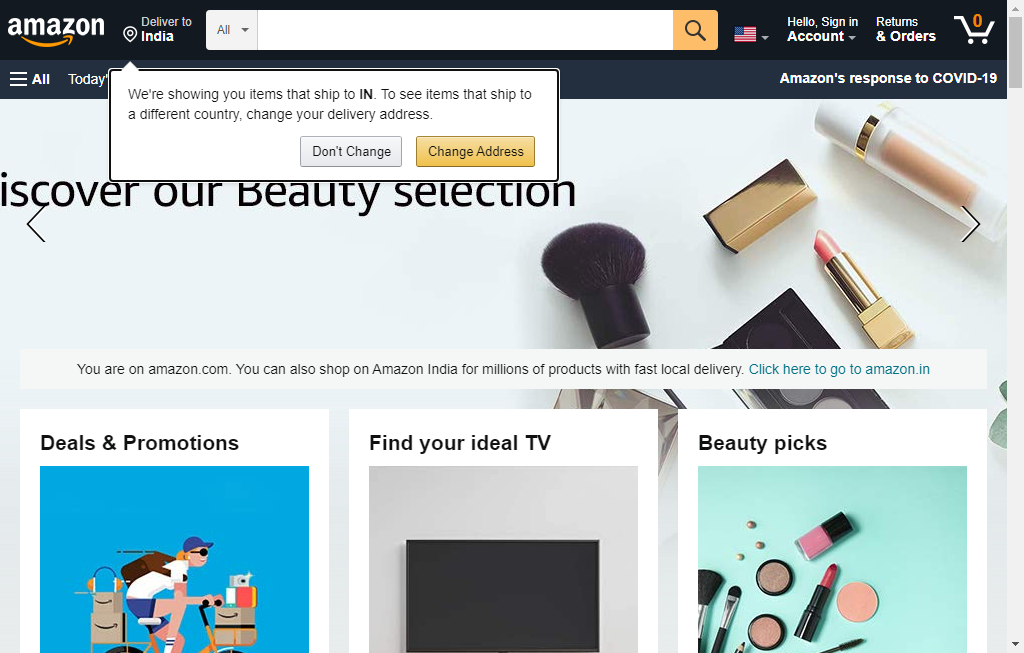 amazon
Deliver to
India
All
Hello, Sign in
Account
Returns
& Orders
0
All
Today'
Amazon's response to COVID-19
We're showing you items that ship to IN. To see items that ship to
a different country, change your delivery address.
Don't Change
Change Address
iscover our Beauty selection
You are on amazon.com. You can also shop on Amazon India for millions of products with fast local delivery. Click here to go to amazon.in
Deals & Promotions
Find your ideal TV
Beauty picks